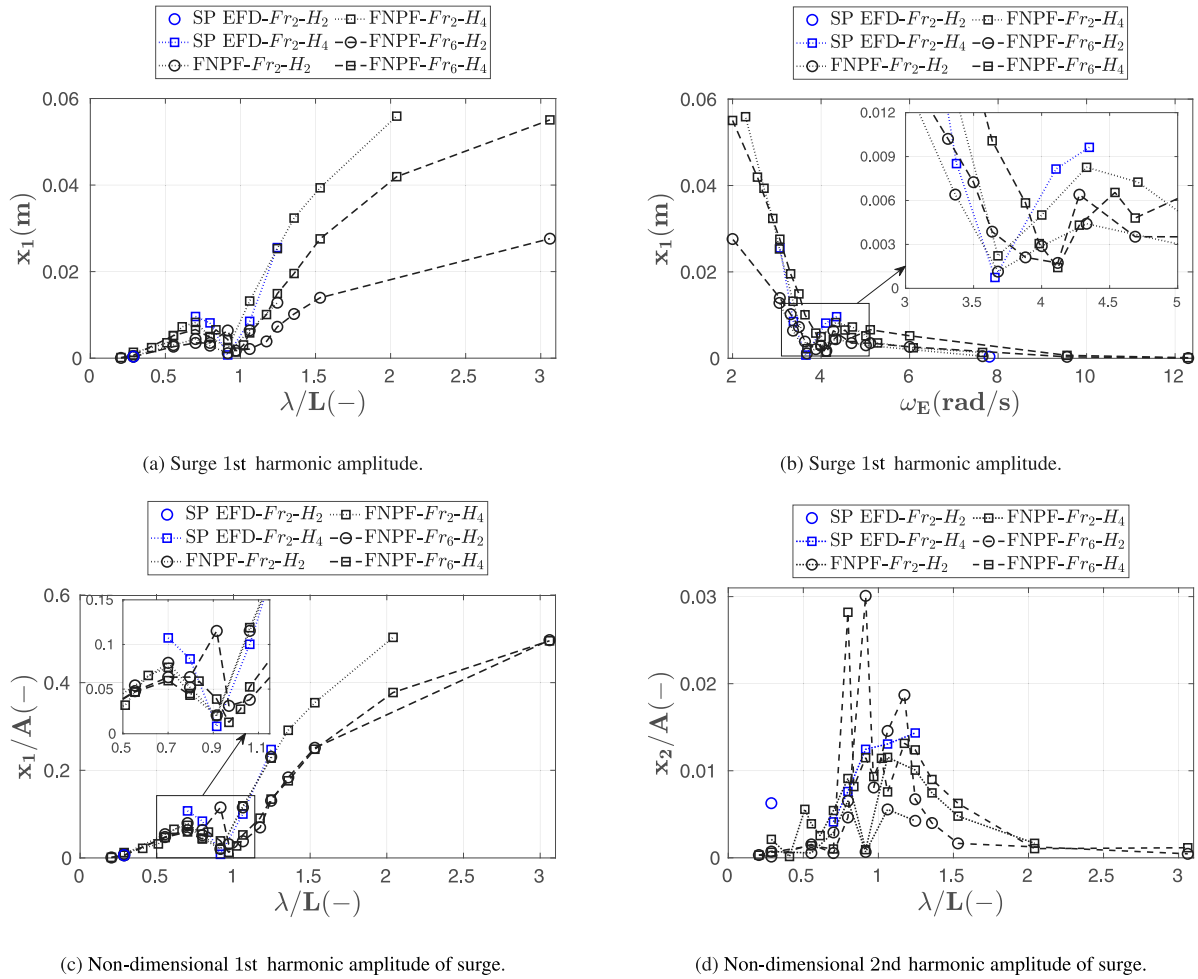 SP EFD-Fr₂-H₂ FNPF-Fr₂-H₄
SP EFD-Fr₂-H₄ FNPF-Fr₆-H₂
FNPF-Fr₂-H₂ FNPF-Fr₆-H₄
0.06
0.04
0.02
0
x₁(m)
0 0.5 1 1.5 2 2.5 3
λ/L(−)
(a) Surge 1st harmonic amplitude.
SP EFD-Fr₂-H₂ FNPF-Fr₂-H₄
SP EFD-Fr₂-H₄ FNPF-Fr₆-H₂
FNPF-Fr₂-H₂ FNPF-Fr₆-H₄
0.06
0.04
0.02
0
x₁(m)
0.012
0.009
0.006
0.003
0
3 3.5 4 4.5 5
2 4 6 8 10 12
ω_E(rad/s)
(b) Surge 1st harmonic amplitude.
SP EFD-Fr₂-H₂ FNPF-Fr₂-H₄
SP EFD-Fr₂-H₄ FNPF-Fr₆-H₂
FNPF-Fr₂-H₂ FNPF-Fr₆-H₄
0.6
0.4
0.2
0
x₁/A(−)
0.15
0.1
0.05
0
0.5 0.7 0.9 1.1
0 0.5 1 1.5 2 2.5 3
λ/L(−)
(c) Non-dimensional 1st harmonic amplitude of surge.
SP EFD-Fr₂-H₂ FNPF-Fr₂-H₄
SP EFD-Fr₂-H₄ FNPF-Fr₆-H₂
FNPF-Fr₂-H₂ FNPF-Fr₆-H₄
0.03
0.02
0.01
0
x₂/A(−)
0 0.5 1 1.5 2 2.5 3
λ/L(−)
(d) Non-dimensional 2nd harmonic amplitude of surge.